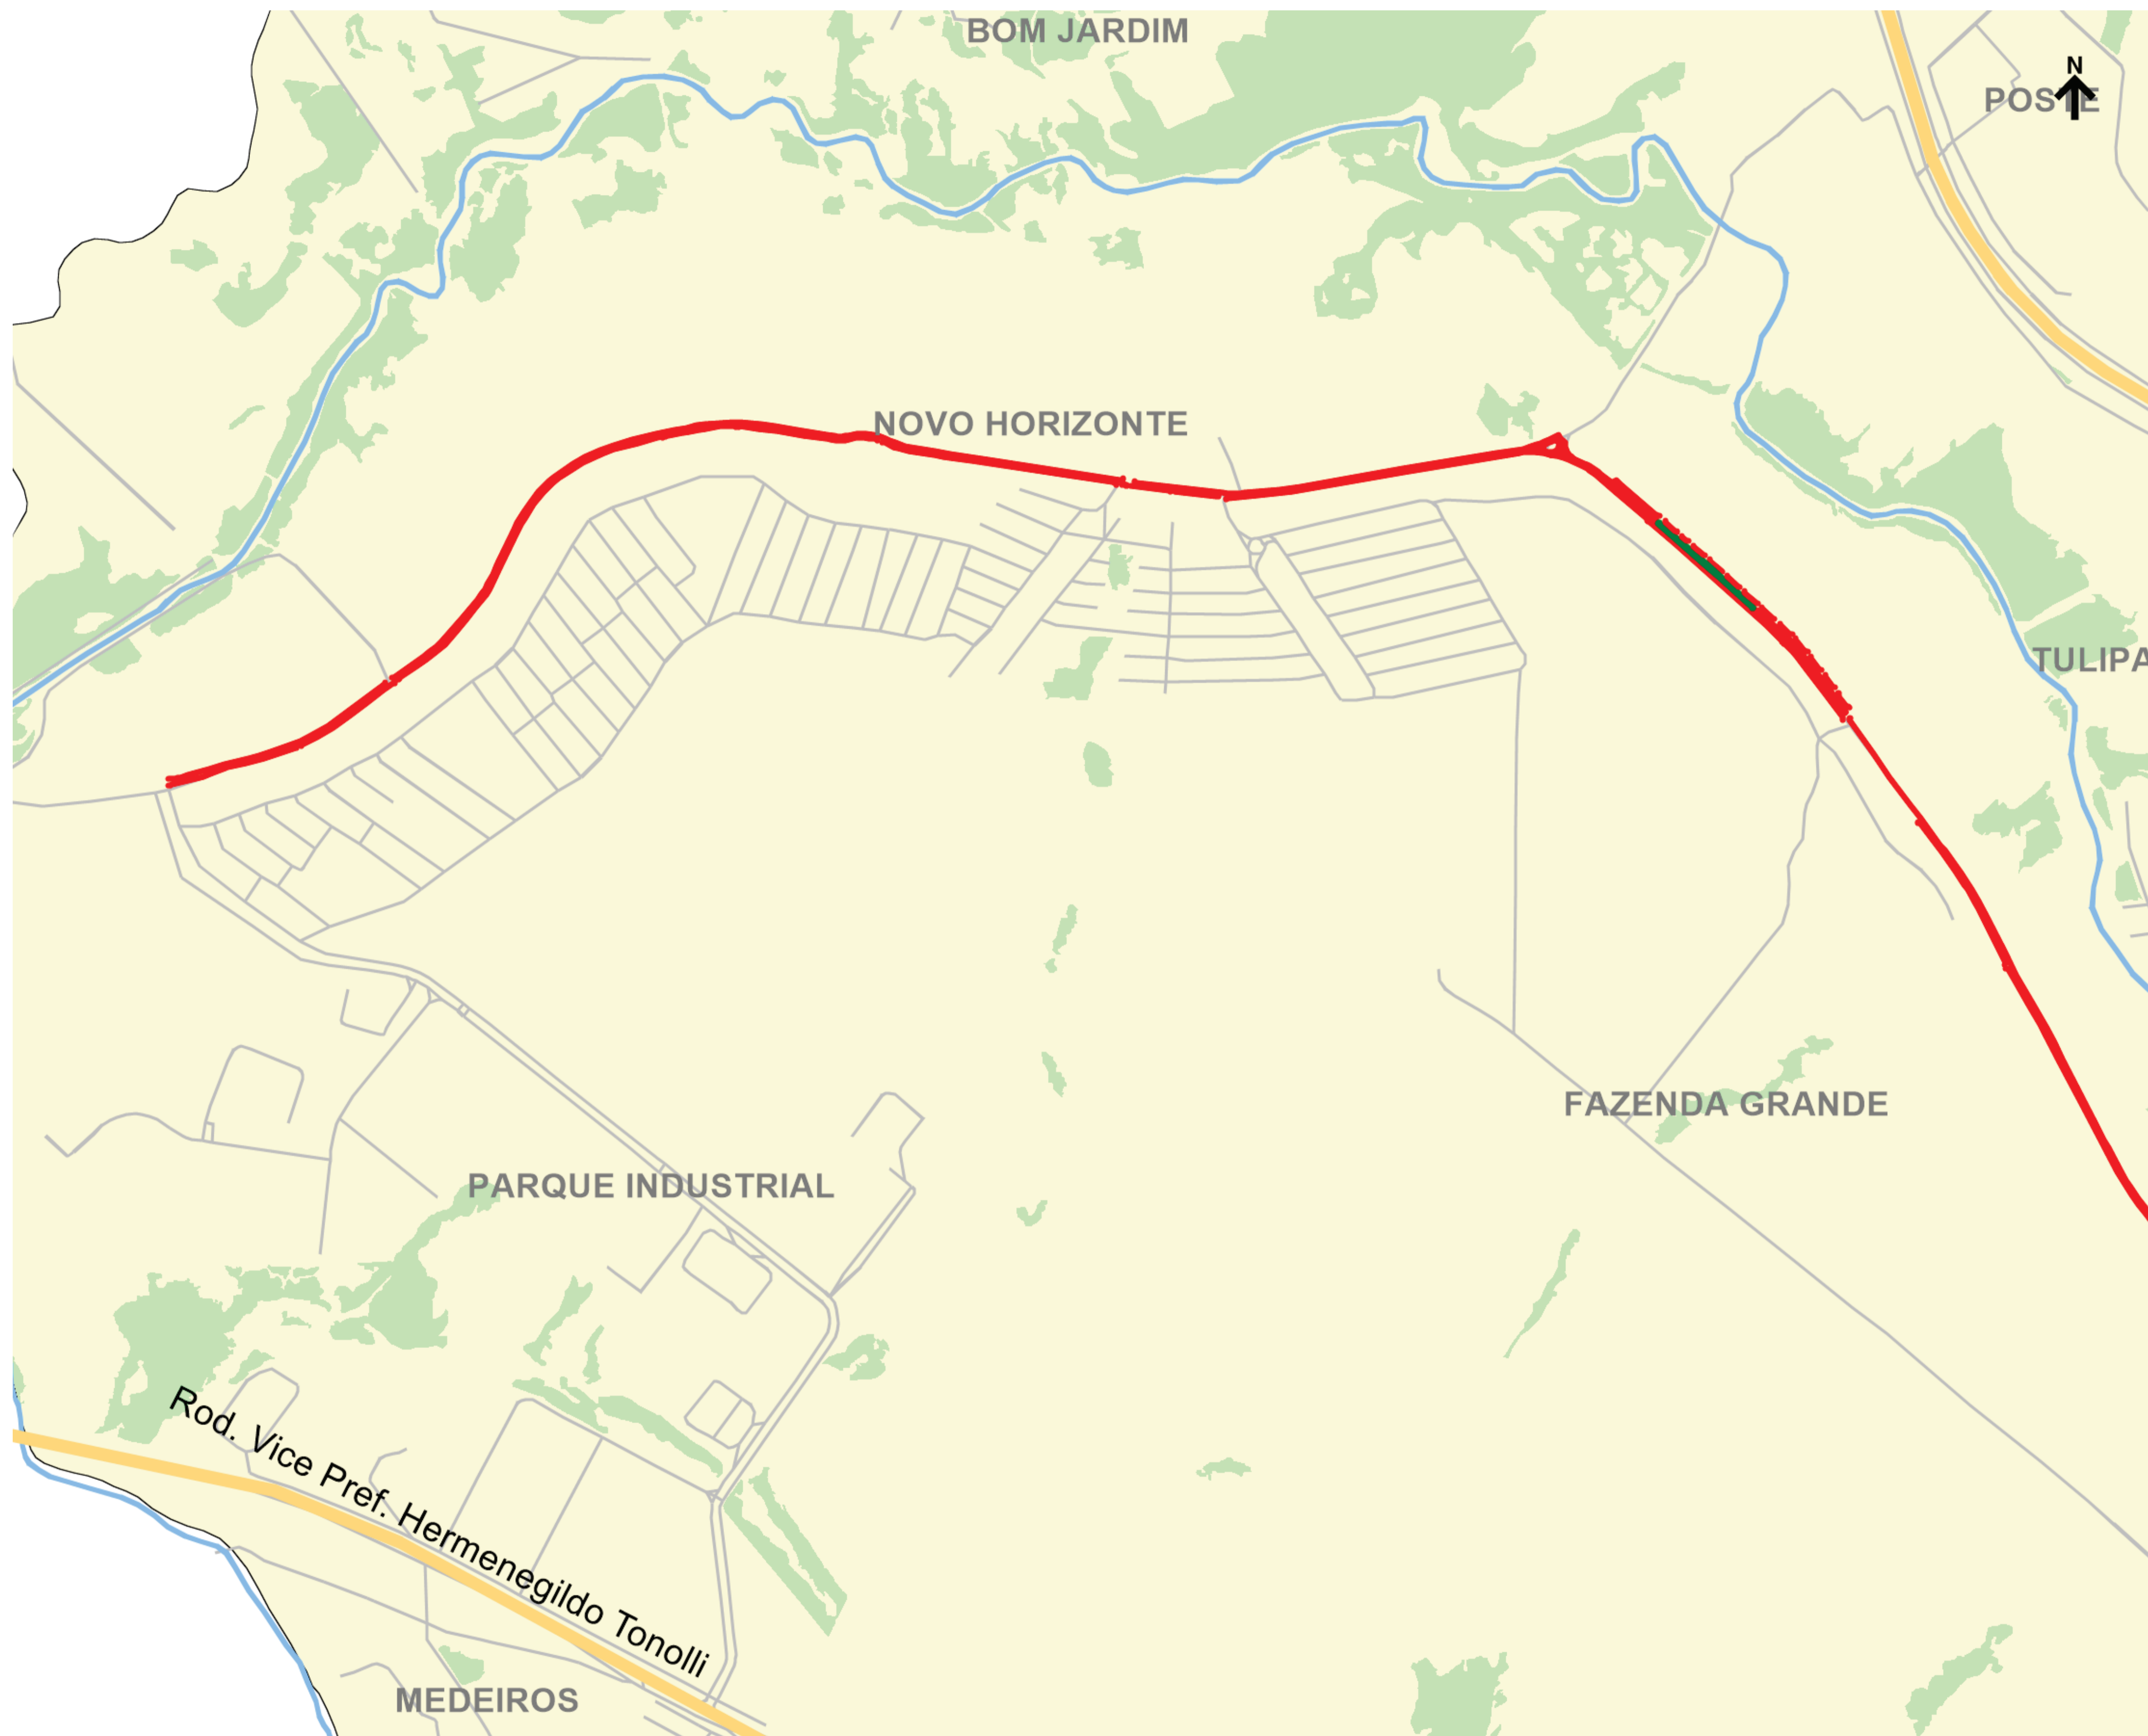 BOM JARDIM
N
POSTE
NOVO HORIZONTE
TULIPA
FAZENDA GRANDE
PARQUE INDUSTRIAL
Rod. Vice Pref. Hermenegildo Tonolli
MEDEIROS